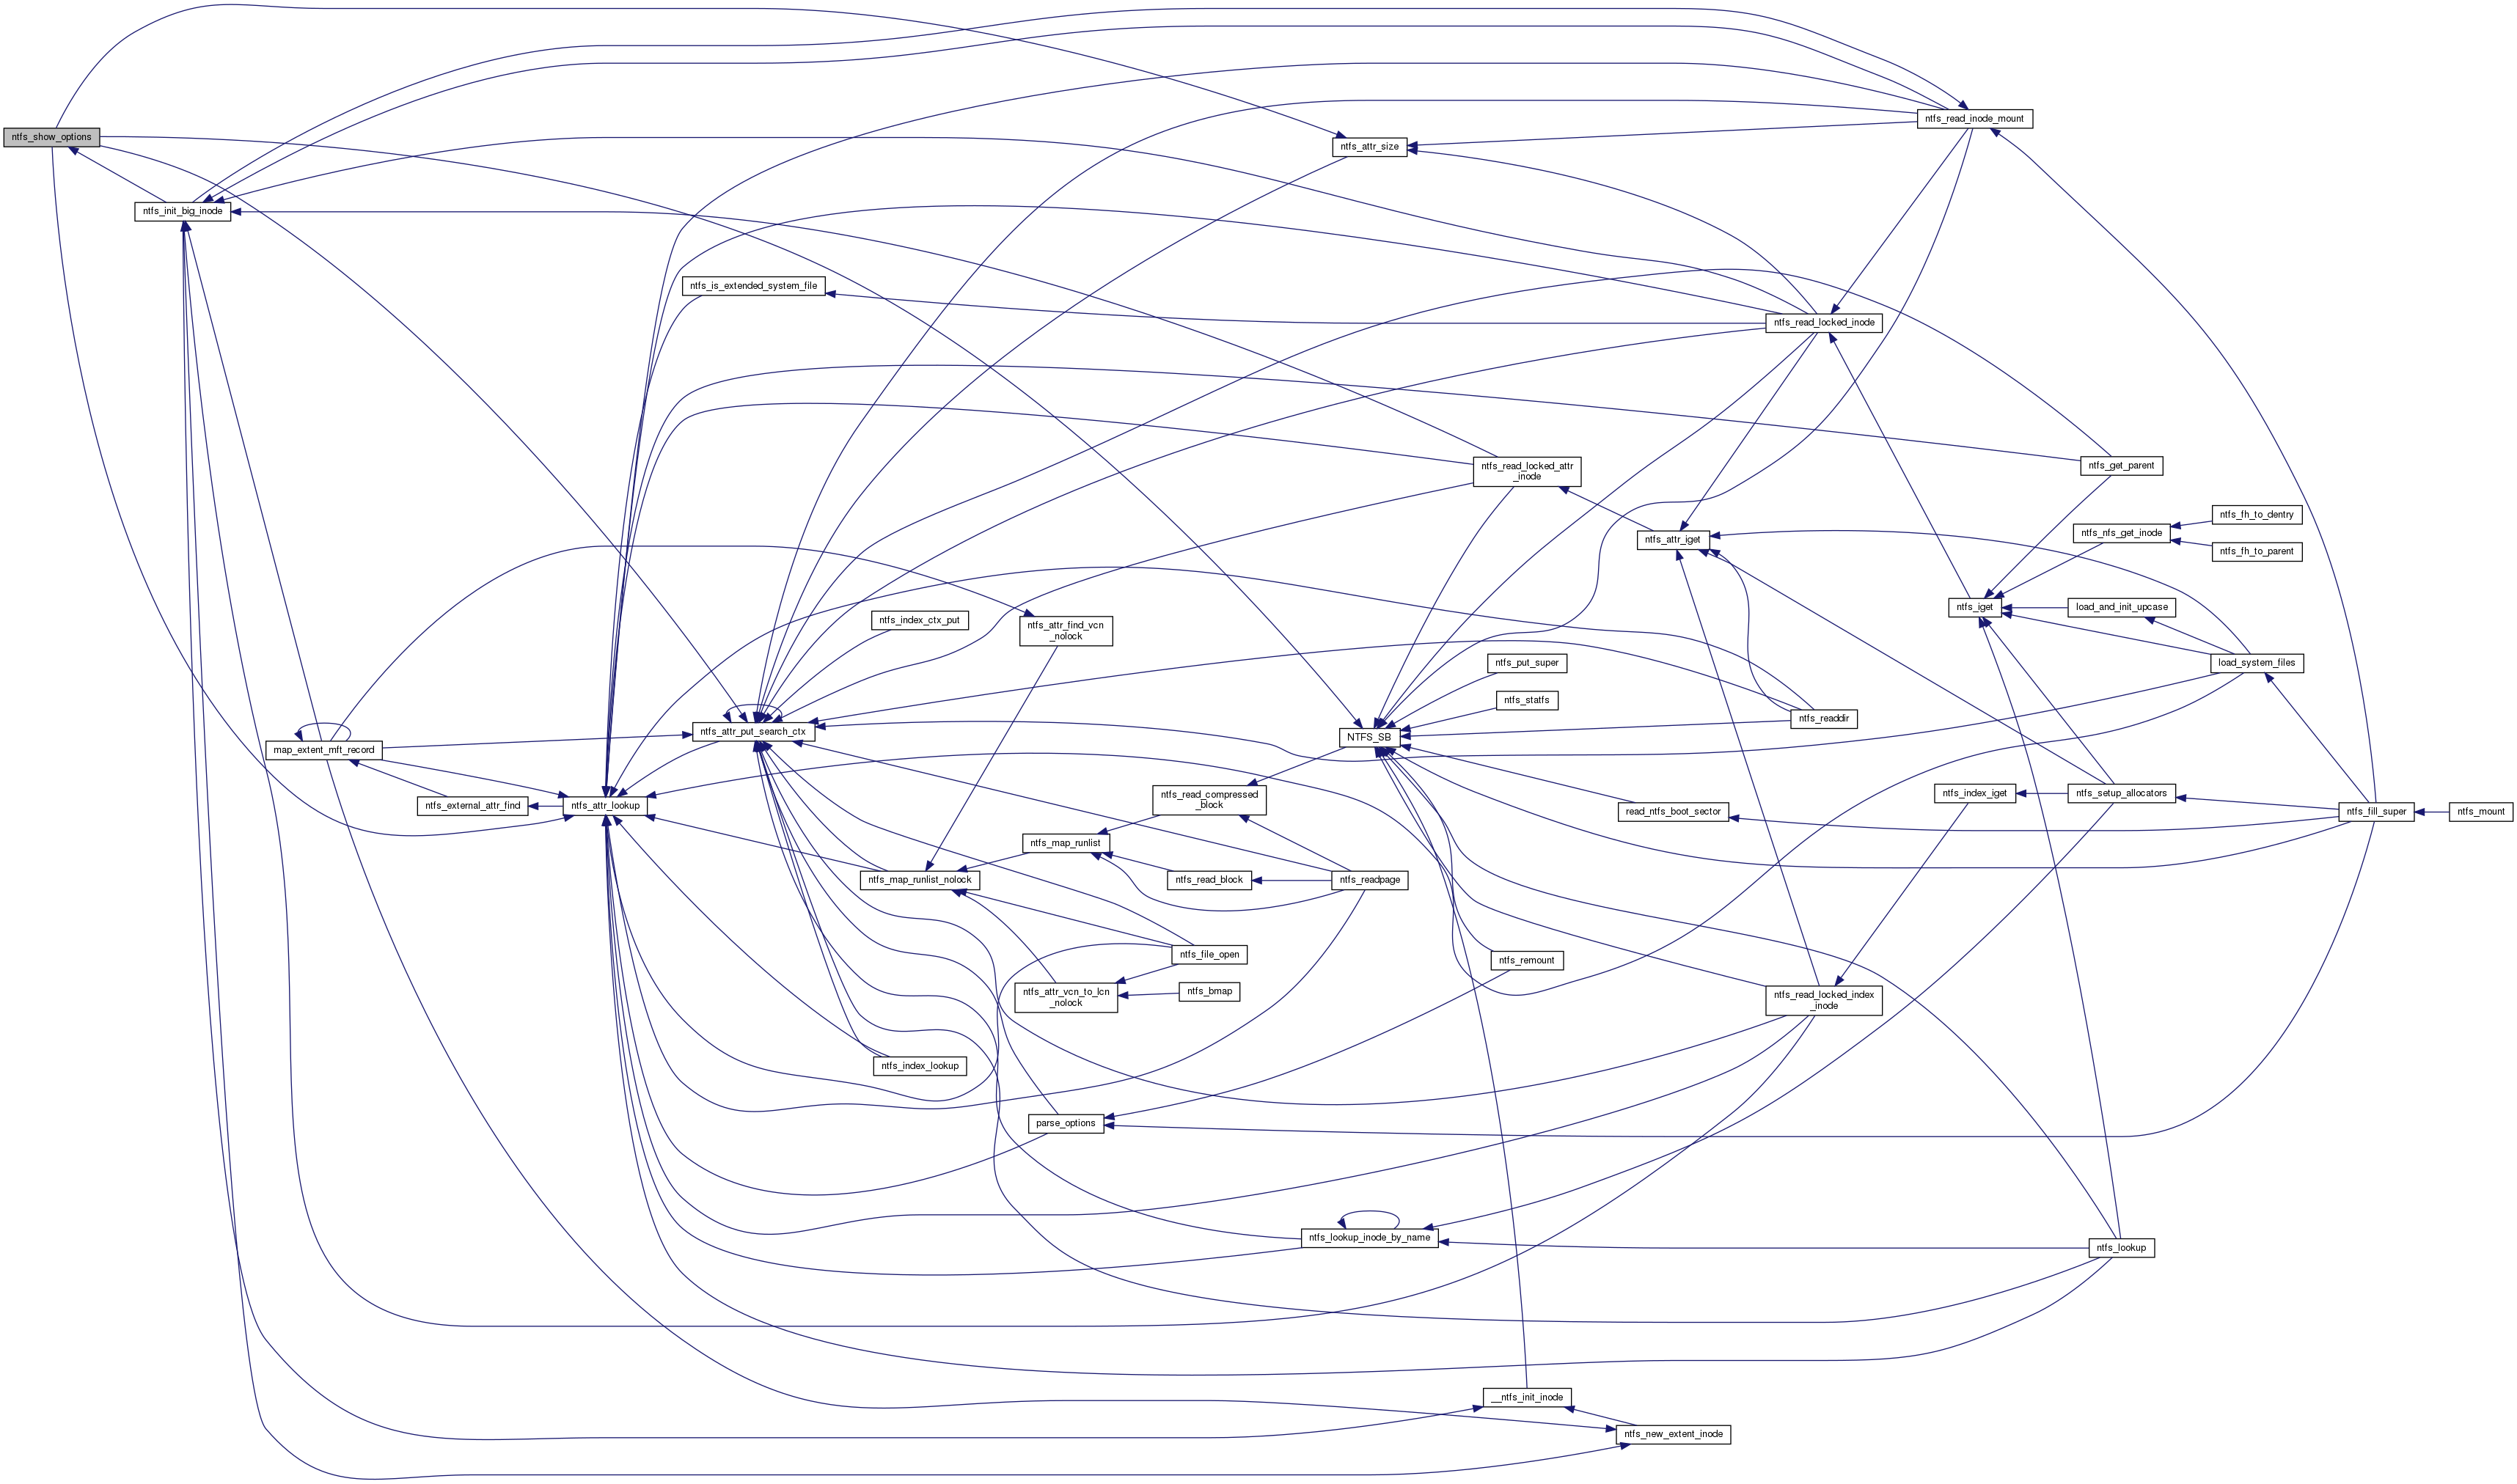 ntfs_show_options
ntfs_init_big_inode
map_extent_mft_record
ntfs_external_attr_find
ntfs_attr_lookup
ntfs_is_extended_system_file
ntfs_attr_put_search_ctx
ntfs_index_ctx_put
ntfs_map_runlist_nolock
ntfs_index_lookup
ntfs_attr_find_vcn
_nolock
ntfs_map_runlist
ntfs_attr_vcn_to_lcn
_nolock
parse_options
ntfs_read_compressed
_block
ntfs_read_block
ntfs_file_open
ntfs_bmap
ntfs_attr_size
NTFS_SB
ntfs_readpage
ntfs_lookup_inode_by_name
ntfs_read_locked_attr
_inode
ntfs_put_super
ntfs_statfs
ntfs_remount
__ntfs_init_inode
ntfs_attr_iget
read_ntfs_boot_sector
ntfs_new_extent_inode
ntfs_read_locked_inode
ntfs_readdir
ntfs_read_locked_index
_inode
ntfs_read_inode_mount
ntfs_iget
ntfs_index_iget
ntfs_get_parent
ntfs_nfs_get_inode
load_and_init_upcase
ntfs_setup_allocators
ntfs_lookup
ntfs_fh_to_dentry
ntfs_fh_to_parent
load_system_files
ntfs_fill_super
ntfs_mount